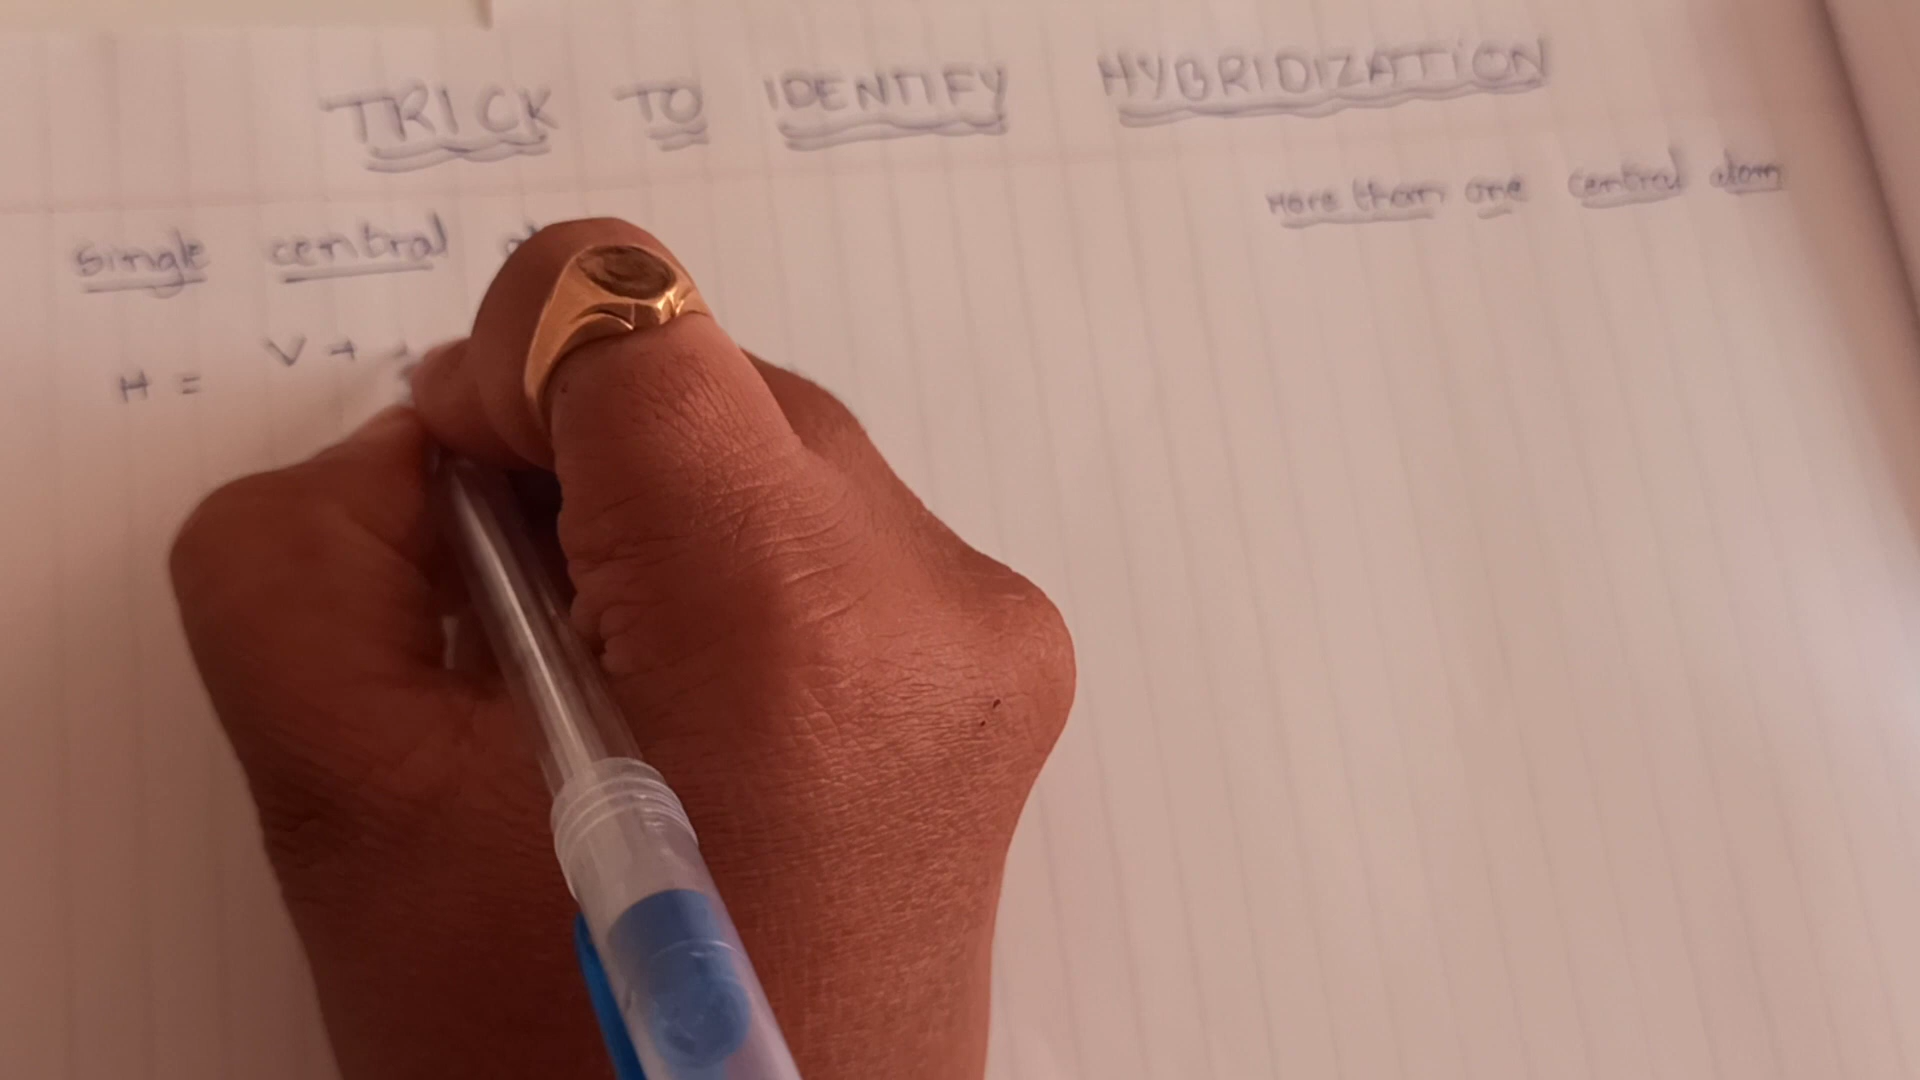 TRICK TO IDENTIFY HYBRIDIZATION
More than one central atom
Single central
H = V +